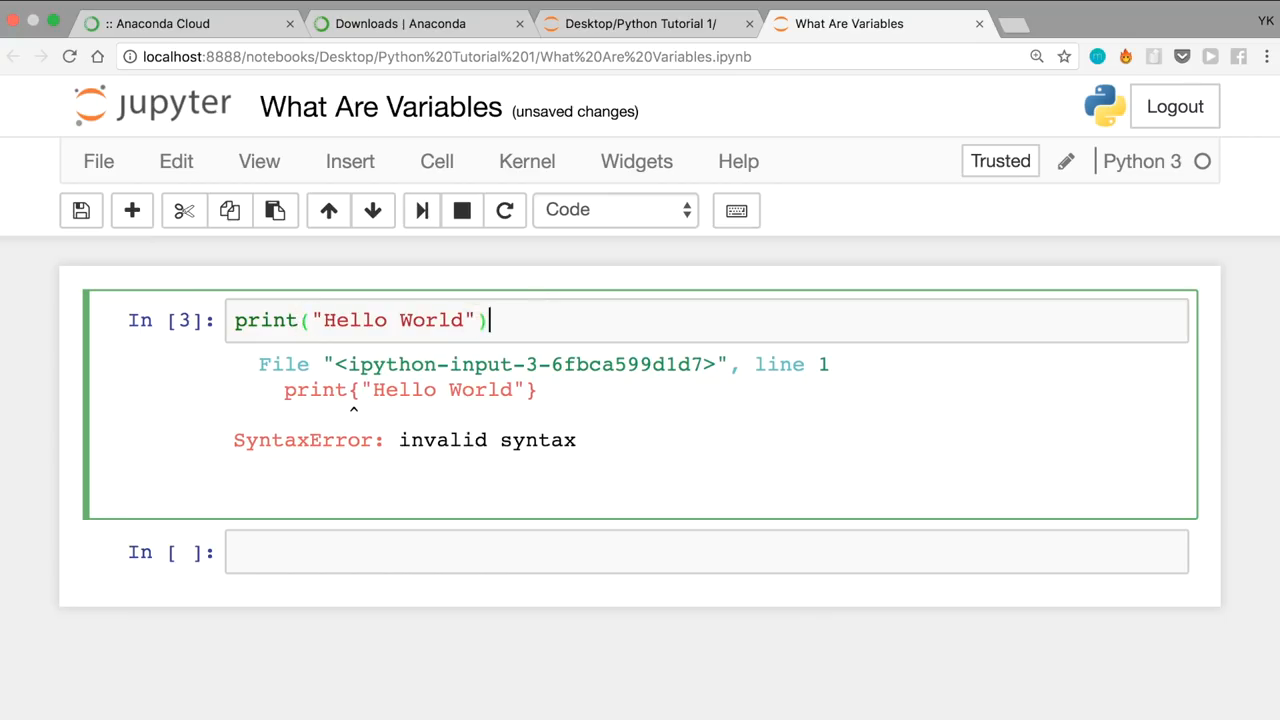 :: Anaconda Cloud
Downloads | Anaconda
Desktop/Python Tutorial 1/
What Are Variables
YK
localhost:8888/notebooks/Desktop/Python%20Tutorial%201/What%20Are%20Variables.ipynb
jupyter
What Are Variables (unsaved changes)
Logout
File Edit View Insert Cell Kernel Widgets Help
Trusted
Python 3
Code
In [3]: print("Hello World")
File "<ipython-input-3-6fbca599d1d7>", line 1
print{"Hello World"}
^
SyntaxError: invalid syntax
In [ ]: